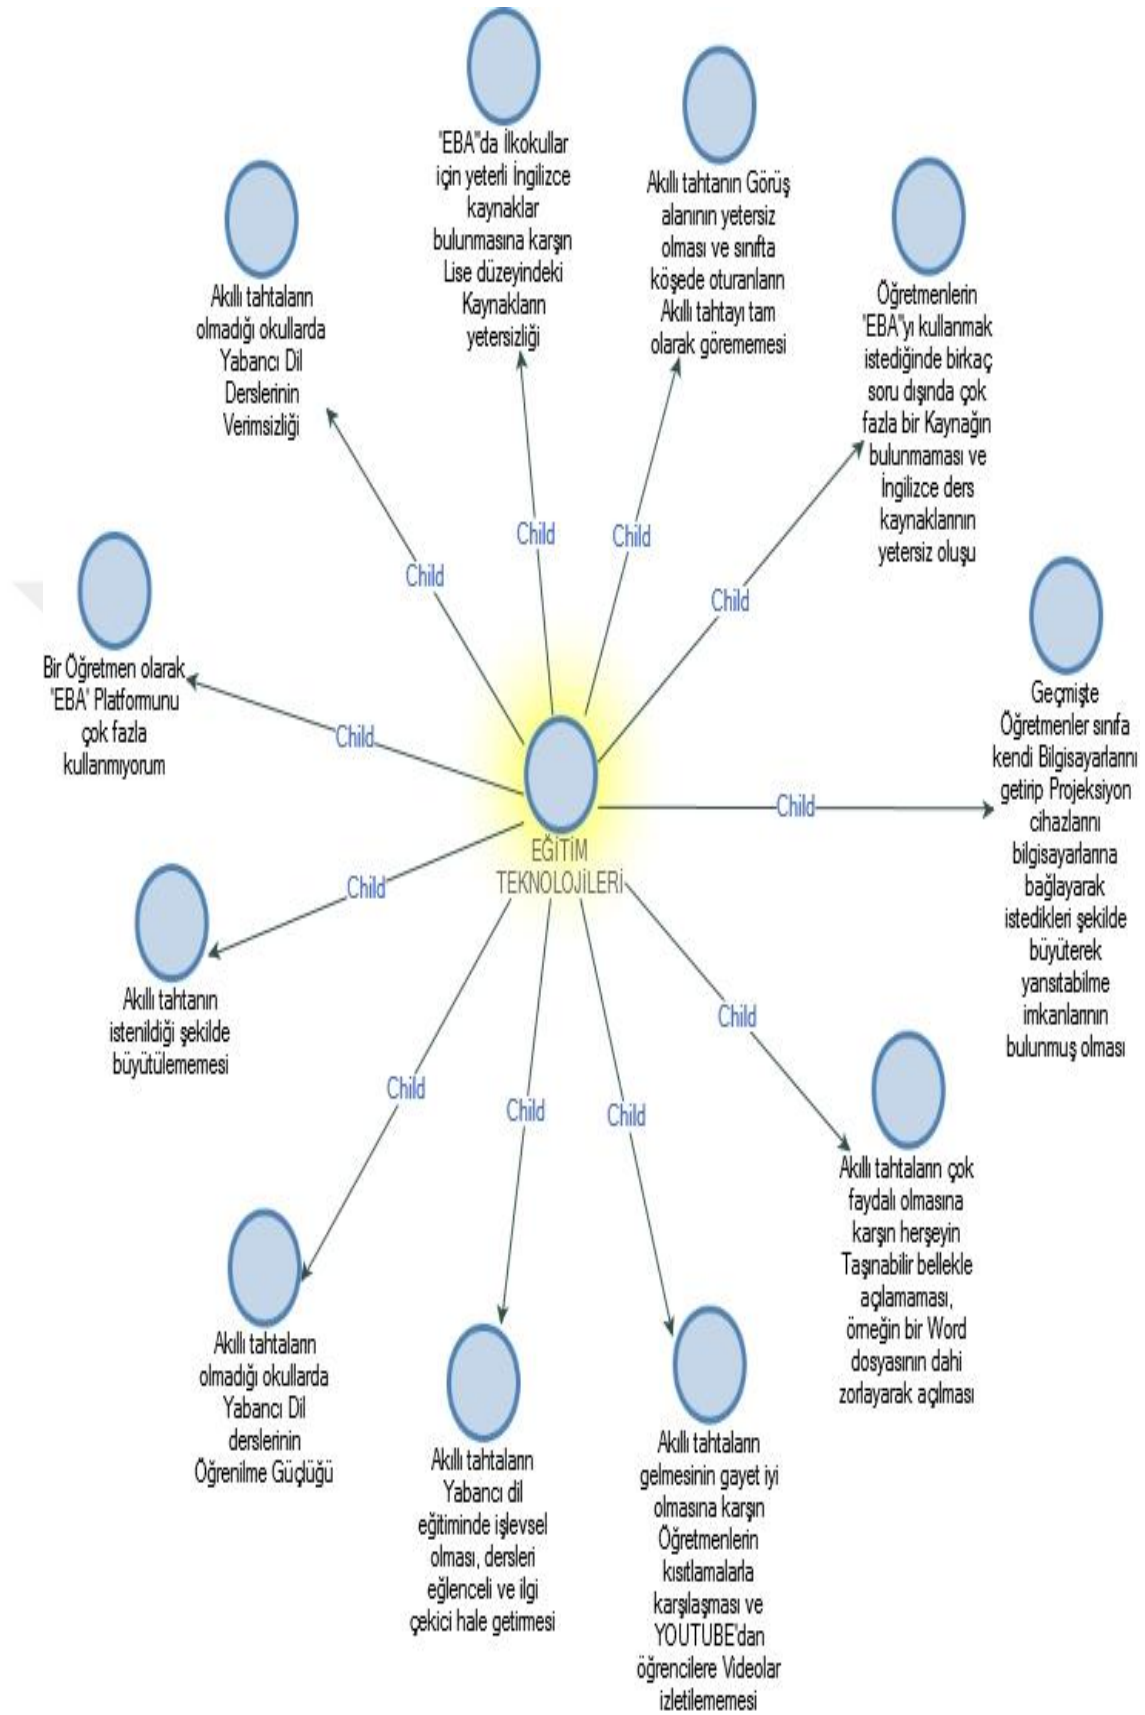 "EBA"da İlkokullar
için yeterli İngilizce
kaynaklar
bulunmasına karşın
Lise düzeyindeki
Kaynakların
yetersizliği
Akıllı tahtanın Görüş
alanının yetersiz
olması ve sınıfta
köşede oturanların
Akıllı tahtayı tam
olarak görememesi
Akıllı tahtaların
olmadığı okullarda
Yabancı Dil
Derslerinin
Verimsizliği
Öğretmenlerin
"EBA"yı kullanmak
istediğinde birkaç
soru dışında çok
fazla bir Kaynağın
bulunmaması ve
İngilizce ders
kaynaklarının
yetersiz oluşu
Child
Child
Child
Child
Bir Öğretmen olarak
"EBA" Platformunu
çok fazla
kullanmıyorum
Geçmişte
Öğretmenler sınıfa
kendi Bilgisayarlarını
getirip Projeksiyon
cihazlarını
bilgisayarlarına
bağlayarak
istedikleri şekilde
büyüterek
yansıtabilme
imkanlarının
bulunmuş olması
Child
Child
EĞİTİM
TEKNOLOJİLERİ
Child
Akıllı tahtanın
istenildiği şekilde
büyütülememesi
Child
Child
Child
Child
Akıllı tahtaların çok
faydalı olmasına
karşın herşeyin
Taşınabilir bellekle
açılamaması,
örneğin bir Word
dosyasının dahi
zorlayarak açılması
Akıllı tahtaların
olmadığı okullarda
Yabancı Dil
derslerinin
Öğrenilme Güçlüğü
Akıllı tahtaların
Yabancı dil
eğitiminde işlevsel
olması, dersleri
eğlenceli ve ilgi
çekici hale getirmesi
Akıllı tahtaların
gelmesinin gayet iyi
olmasına karşın
Öğretmenlerin
kısıtlamalarla
karşılaşması ve
YOUTUBE'dan
öğrencilere Videolar
izletilememesi